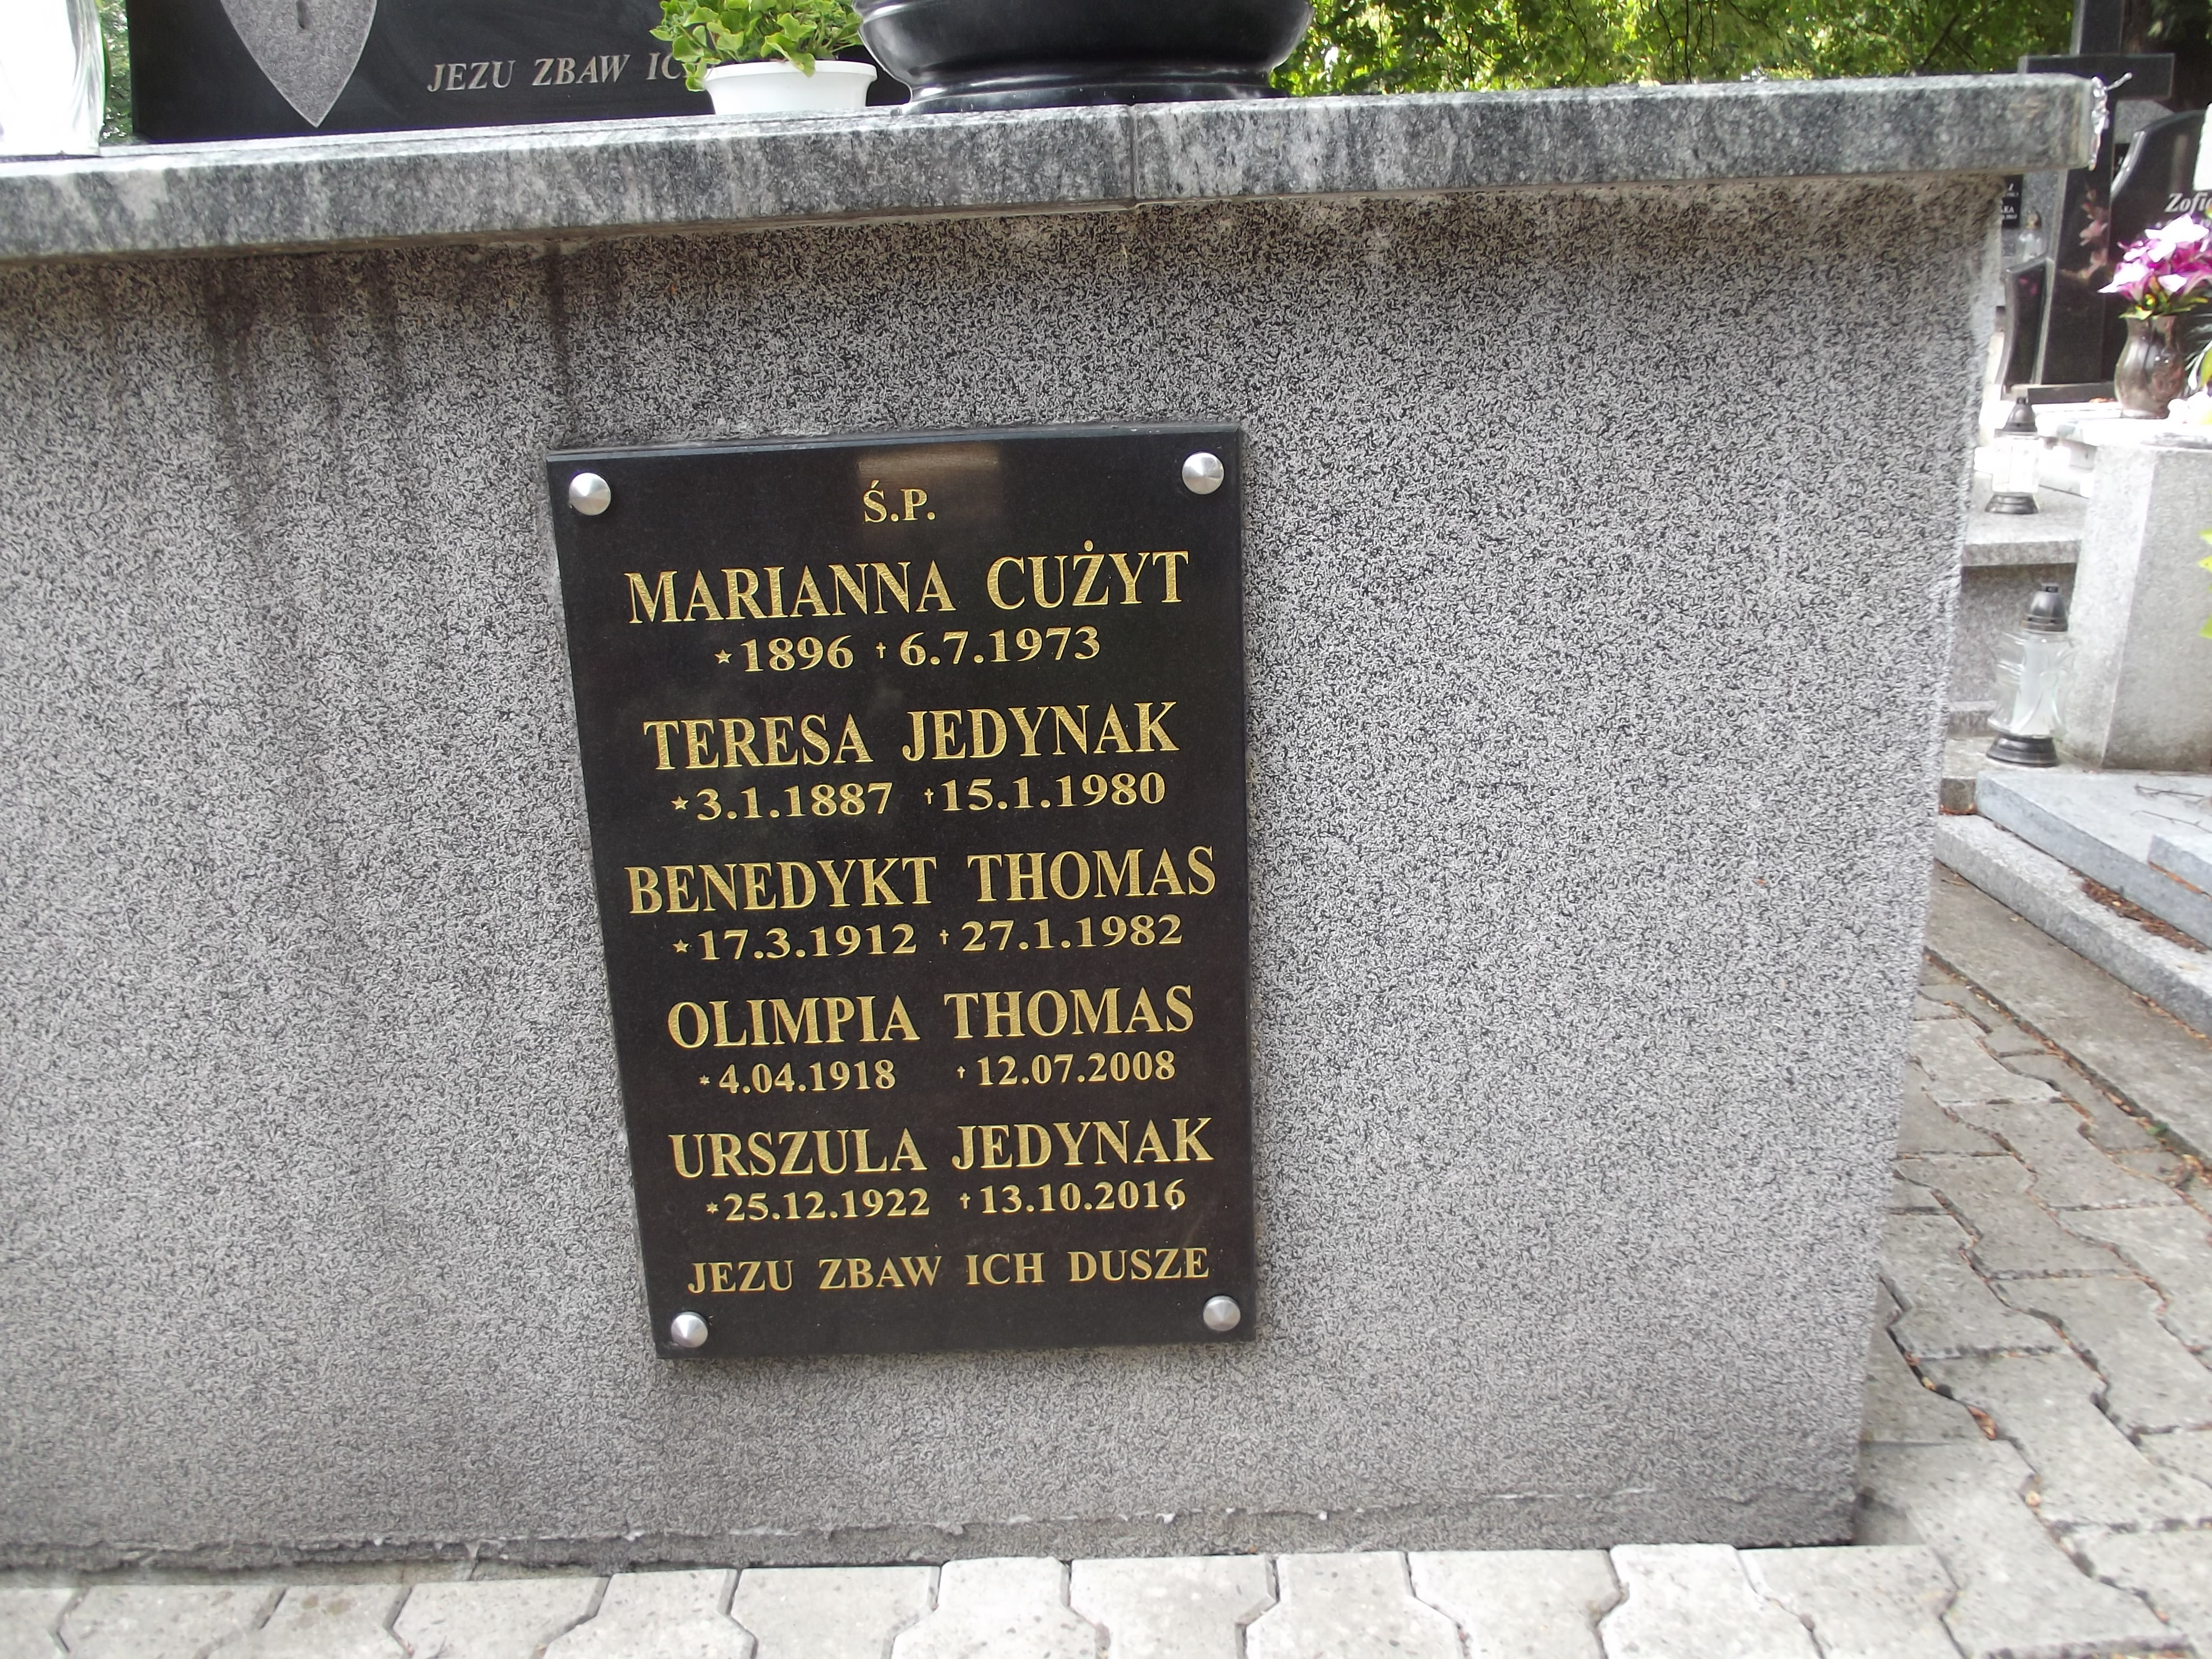 JEZU ZBAW
Ś.P.
MARIANNA CUŻYT
*1896 †6.7.1973
TERESA JEDYNAK
*3.1.1887 †15.1.1980
BENEDYKT THOMAS
*17.3.1912 †27.1.1982
OLIMPIA THOMAS
*4.04.1918 †12.07.2008
URSZULA JEDYNAK
*25.12.1922 †13.10.2016
JEZU ZBAW ICH DUSZE